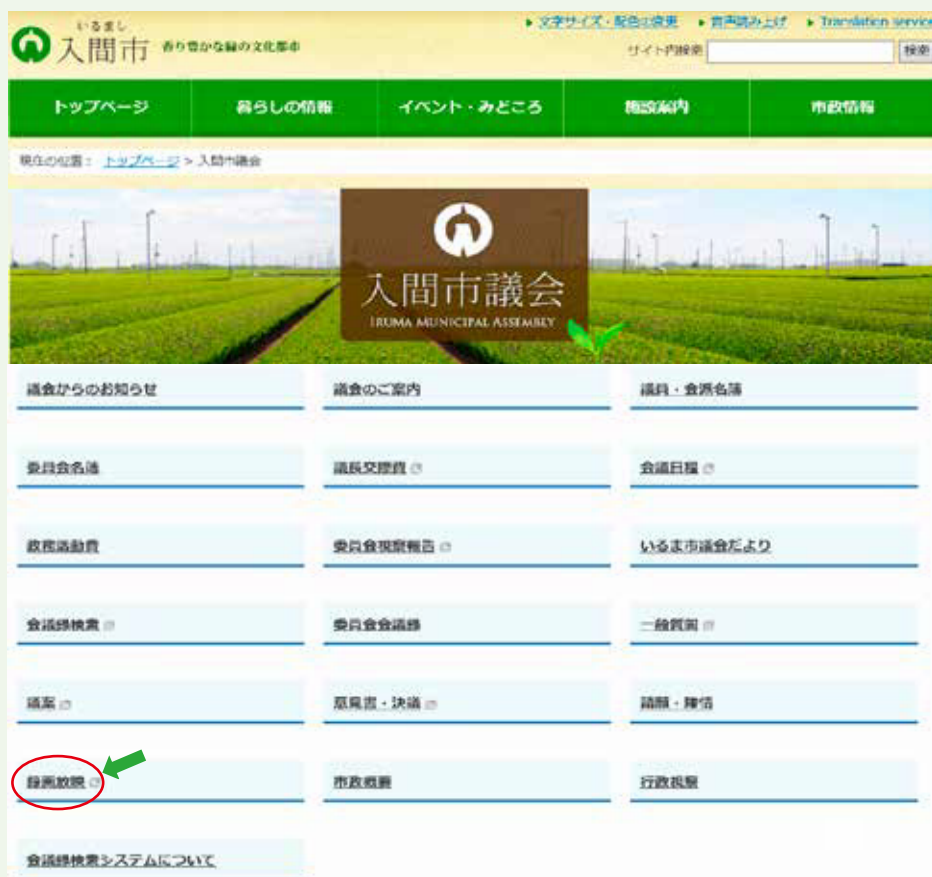 いるまし
入間市 香り豊かな緑の文化都市
文字サイズ・配色の変更 音声読み上げ Translation service
サイト内検索 検索
トップページ 暮らしの情報 イベント・みどころ 施設案内 市政情報
現在の位置： トップページ > 入間市議会
入間市議会
IRUMA MUNICIPAL ASSEMBLY
議会からのお知らせ 議会のご案内 議員・会派名簿
委員会名簿 議長交際費 会議日程
政務活動費 委員会視察報告 いるま市議会だより
会議録検索 委員会会議録 一般質問
議案 意見書・決議 請願・陳情
録画放映 市政概要 行政視察
会議録検索システムについて